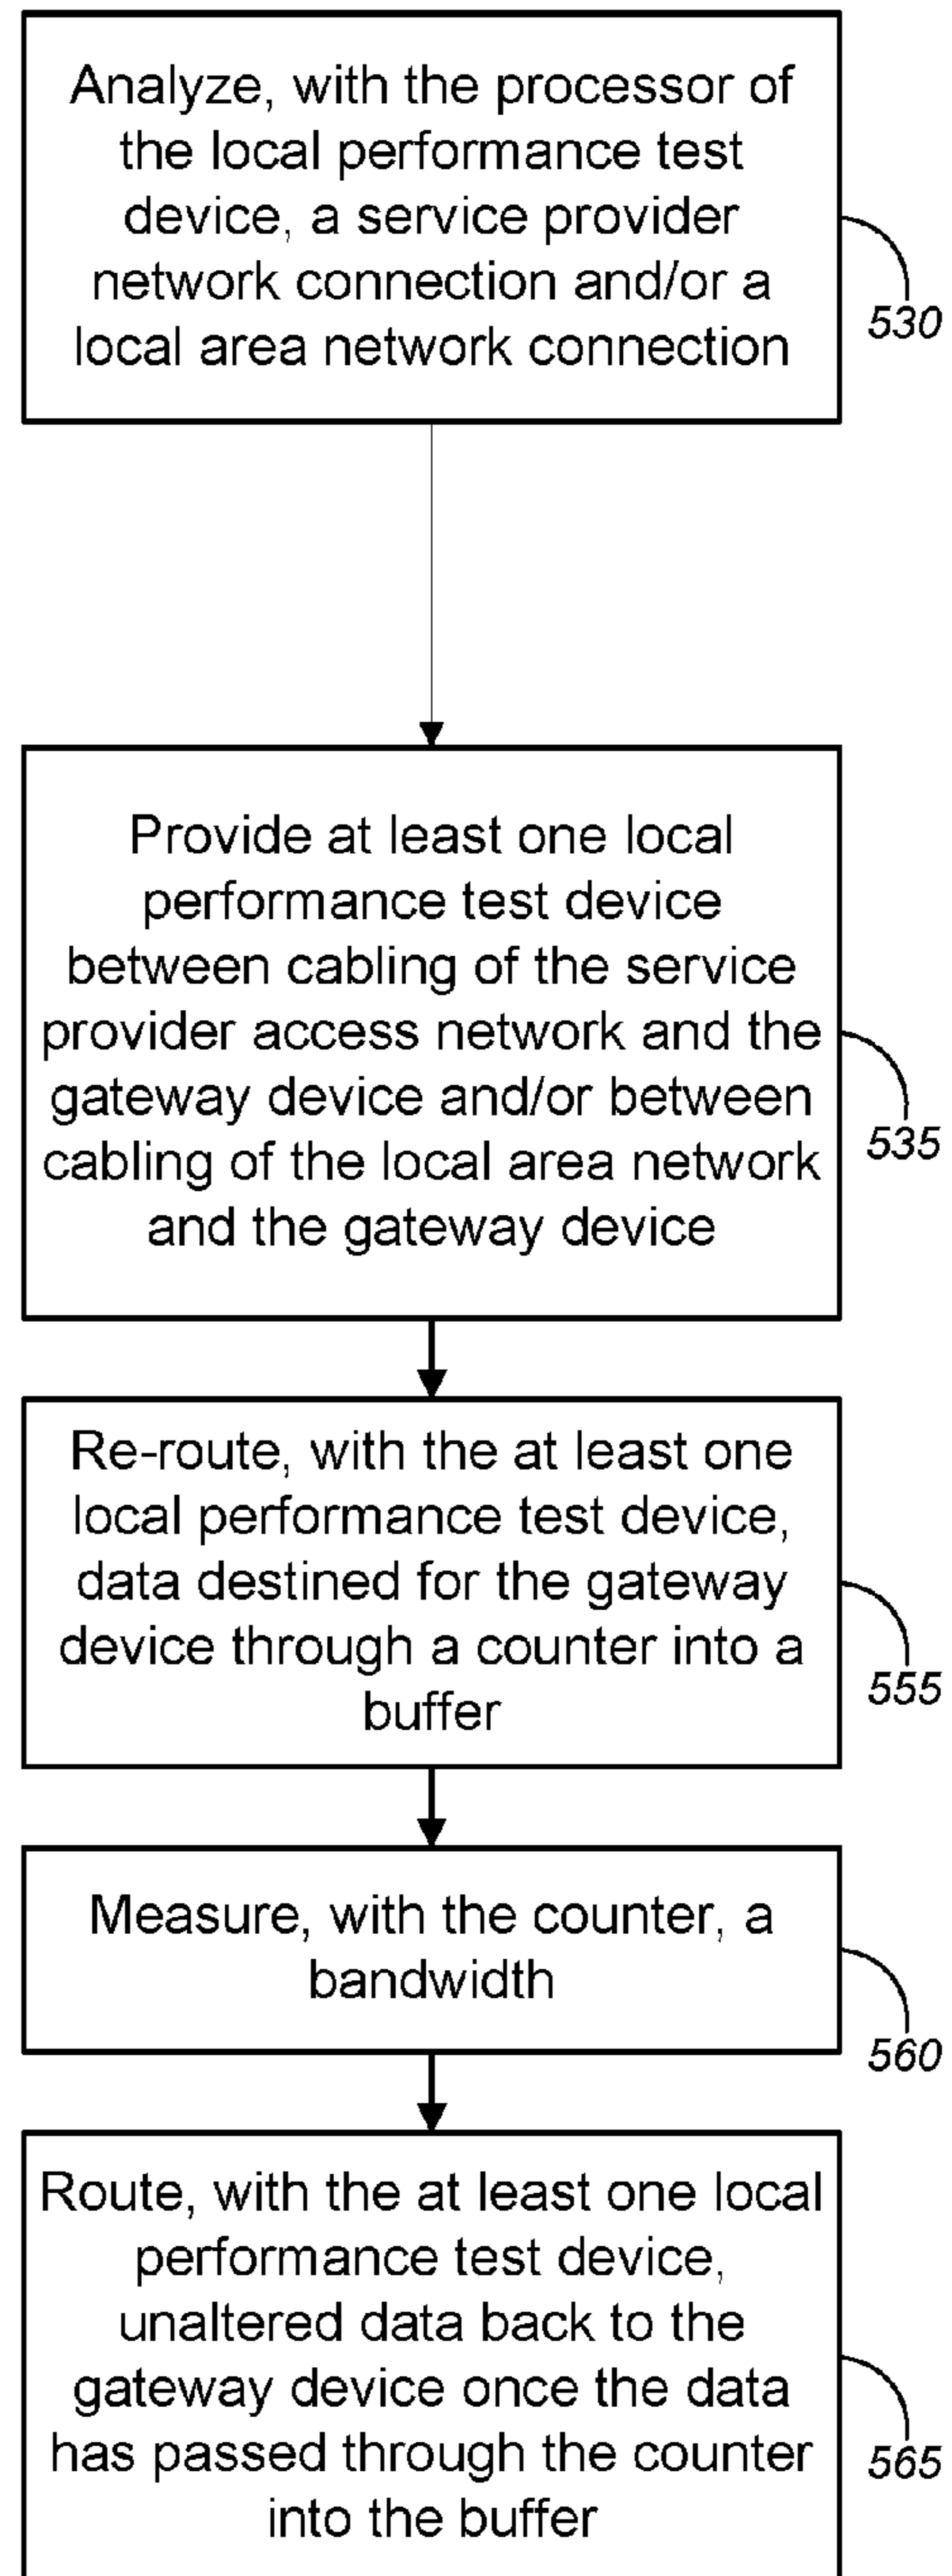 Analyze, with the processor of
the local performance test
device, a service provider
network connection and/or a
local area network connection
530
Provide at least one local
performance test device
between cabling of the service
provider access network and the
gateway device and/or between
cabling of the local area network
and the gateway device
535
Re-route, with the at least one
local performance test device,
data destined for the gateway
device through a counter into a
buffer
555
Measure, with the counter, a
bandwidth
560
Route, with the at least one local
performance test device,
unaltered data back to the
gateway device once the data
has passed through the counter
into the buffer
565